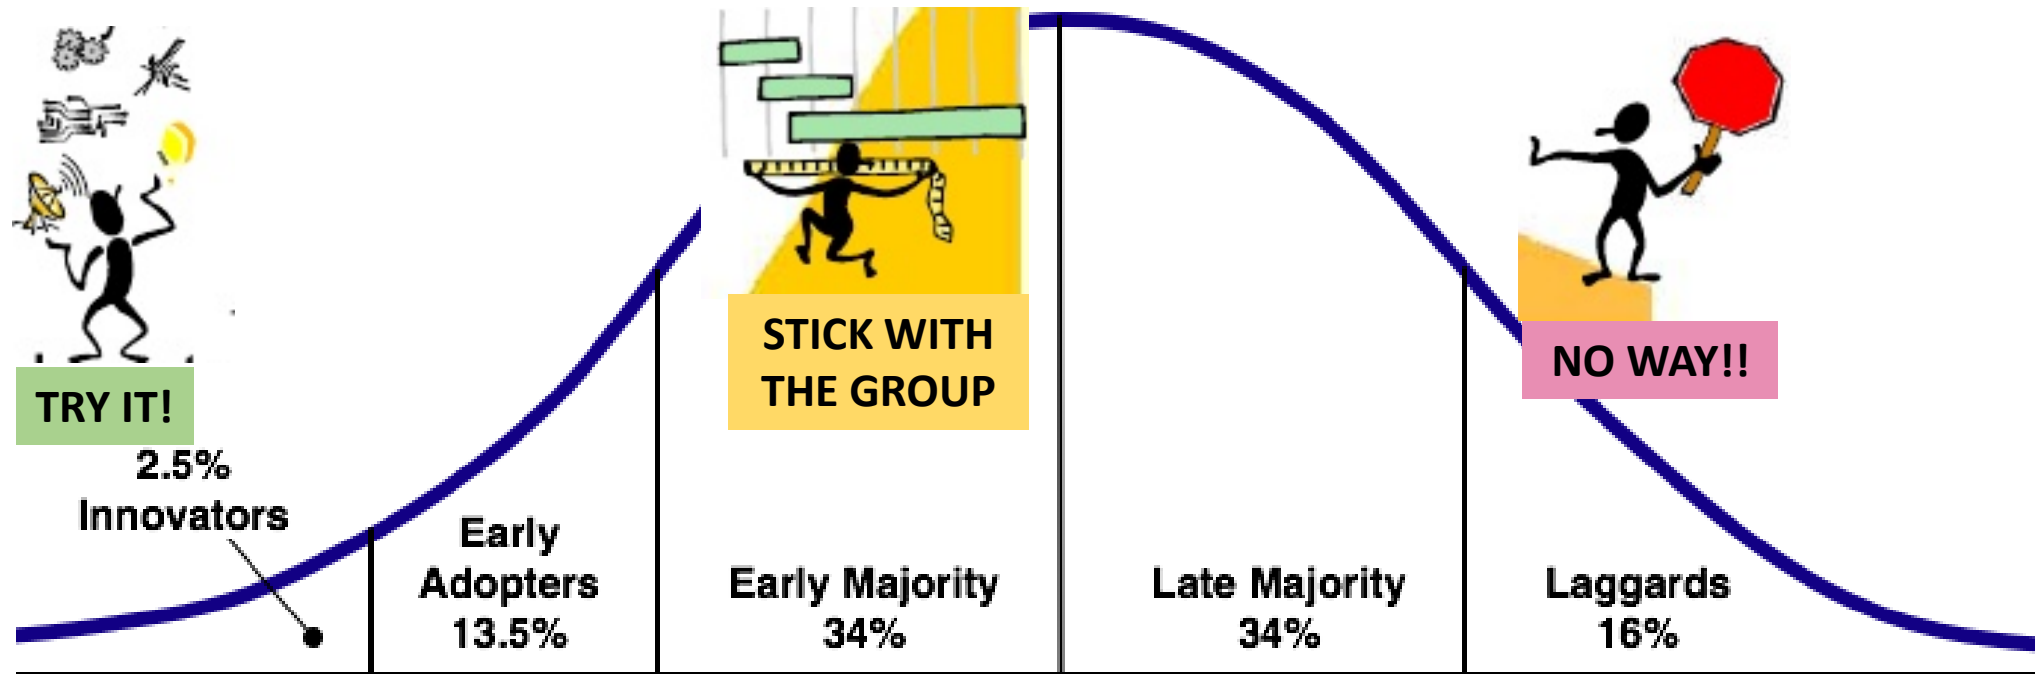 TRY IT!
2.5%
Innovators
Early
Adopters
13.5%
STICK WITH
THE GROUP
Early Majority
34%
Late Majority
34%
NO WAY!!
Laggards
16%